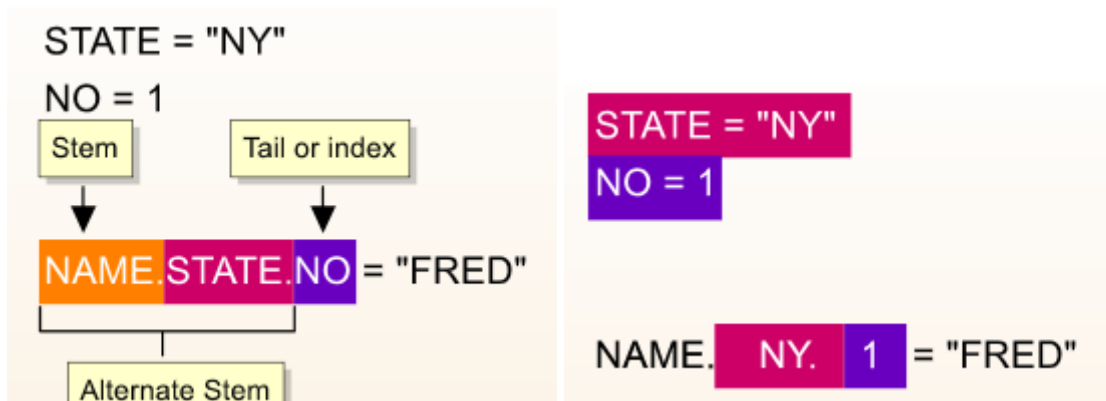 STATE = "NY"
NO = 1
Stem
Tail or index
NAME.STATE.NO = "FRED"
Alternate Stem
STATE = "NY"
NO = 1
NAME. NY. 1 = "FRED"